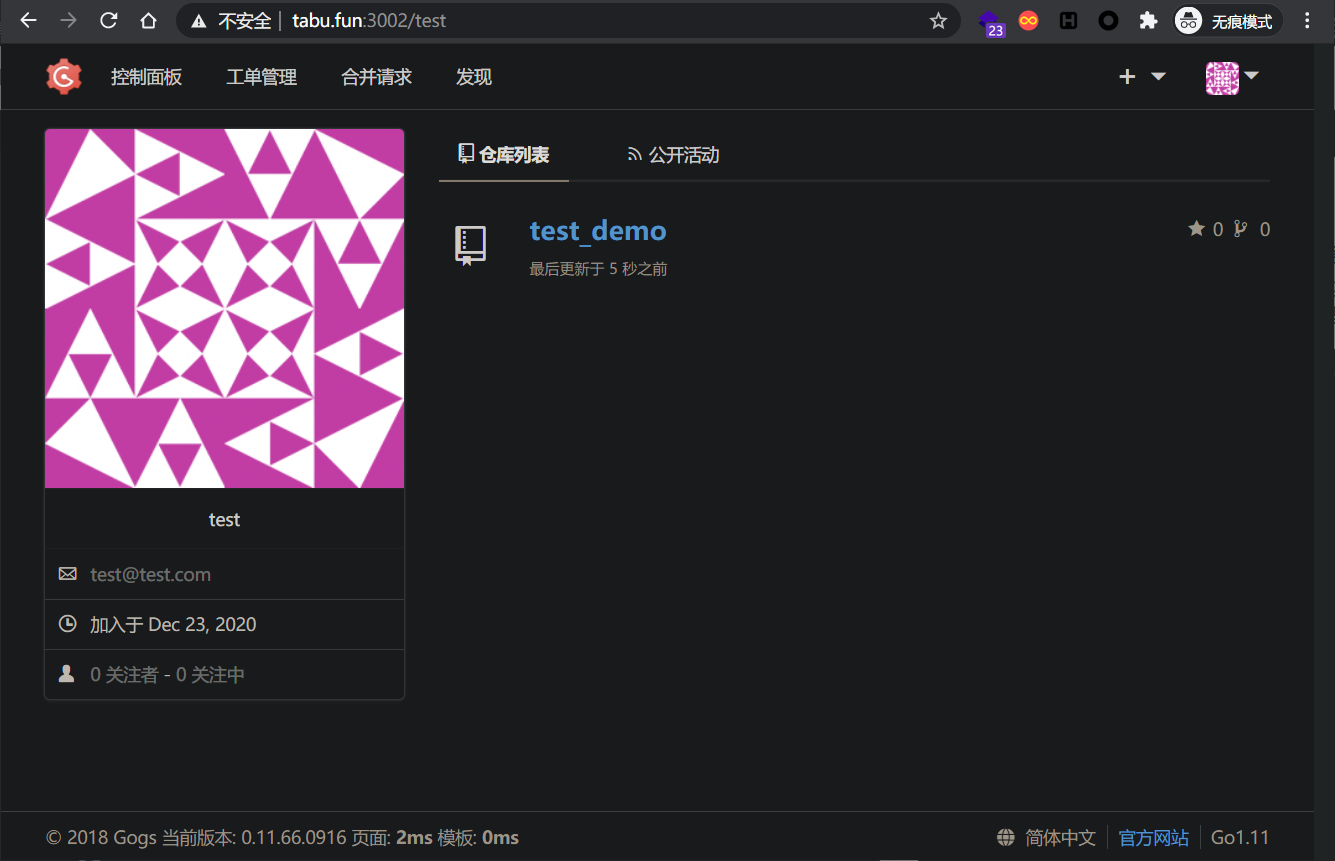 不安全 | tabu.fun:3002/test
23
无痕模式
控制面板 工单管理 合并请求 发现
仓库列表 公开活动
test_demo
0 0
最后更新于 5 秒之前
test
test@test.com
加入于 Dec 23, 2020
0 关注者 - 0 关注中
© 2018 Gogs 当前版本: 0.11.66.0916 页面: 2ms 模板: 0ms
简体中文 官方网站 Go1.11